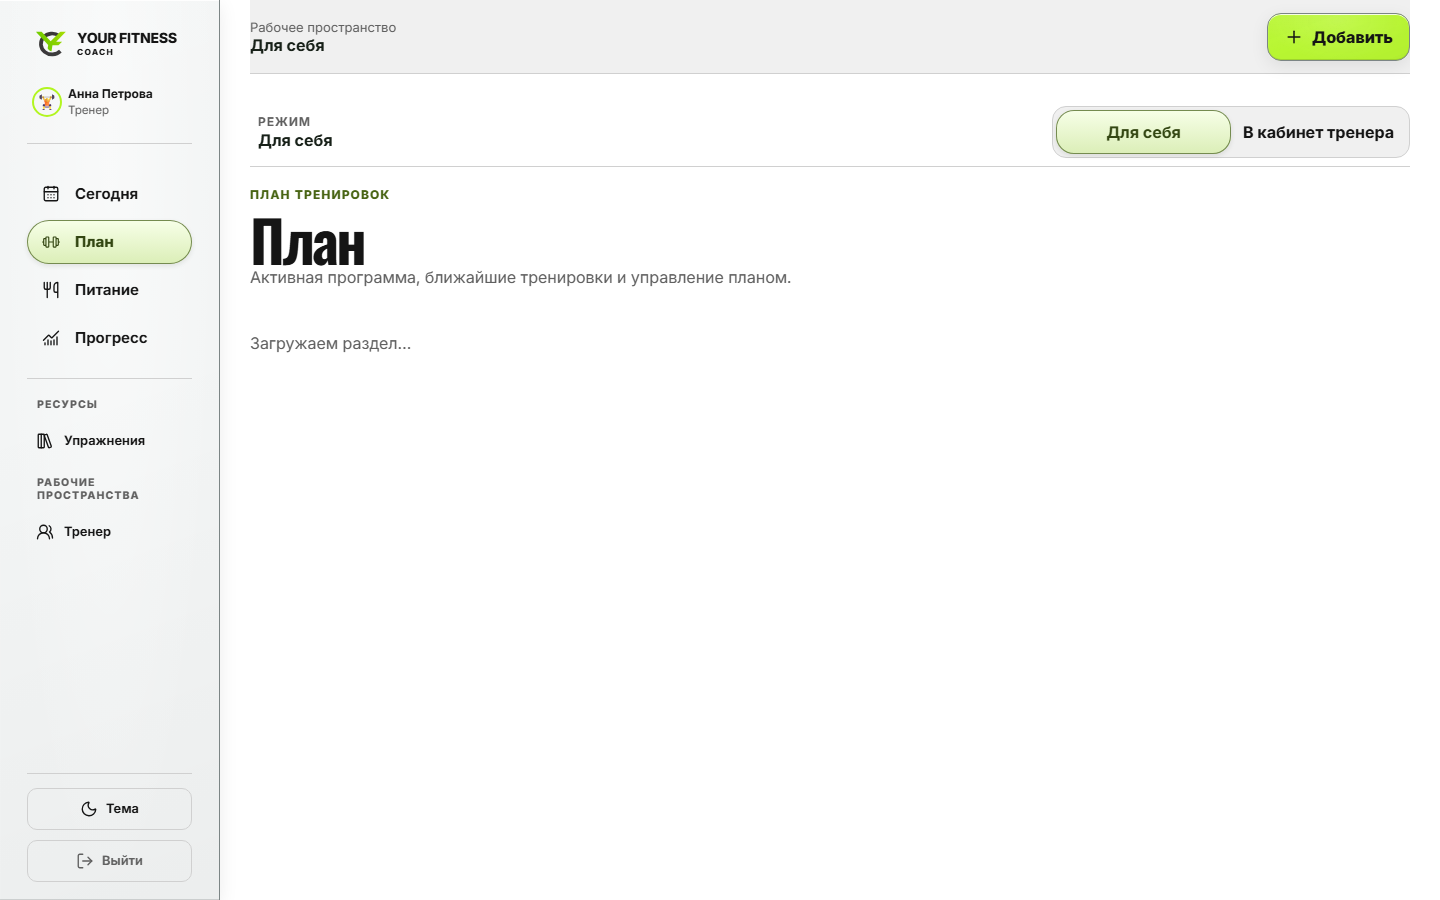 YOUR FITNESS
COACH
Анна Петрова
Тренер
Сегодня
План
Питание
Прогресс
РЕСУРСЫ
Упражнения
РАБОЧИЕ
ПРОСТРАНСТВА
Тренер
Тема
Выйти
Рабочее пространство
Для себя
Добавить
РЕЖИМ
Для себя
Для себя
В кабинет тренера
ПЛАН ТРЕНИРОВОК
План
Активная программа, ближайшие тренировки и управление планом.
Загружаем раздел...